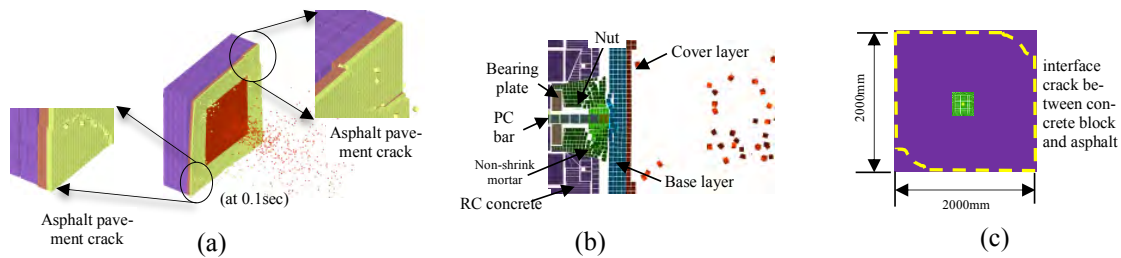 Asphalt pave-
ment crack
(at 0.1sec)
Asphalt pave-
ment crack
(a)
Nut
Cover layer
Bearing
plate
PC
bar
Non-shrink
mortar
Base layer
RC concrete
(b)
2000mm
2000mm
interface
crack be-
tween con-
crete block
and asphalt
(c)